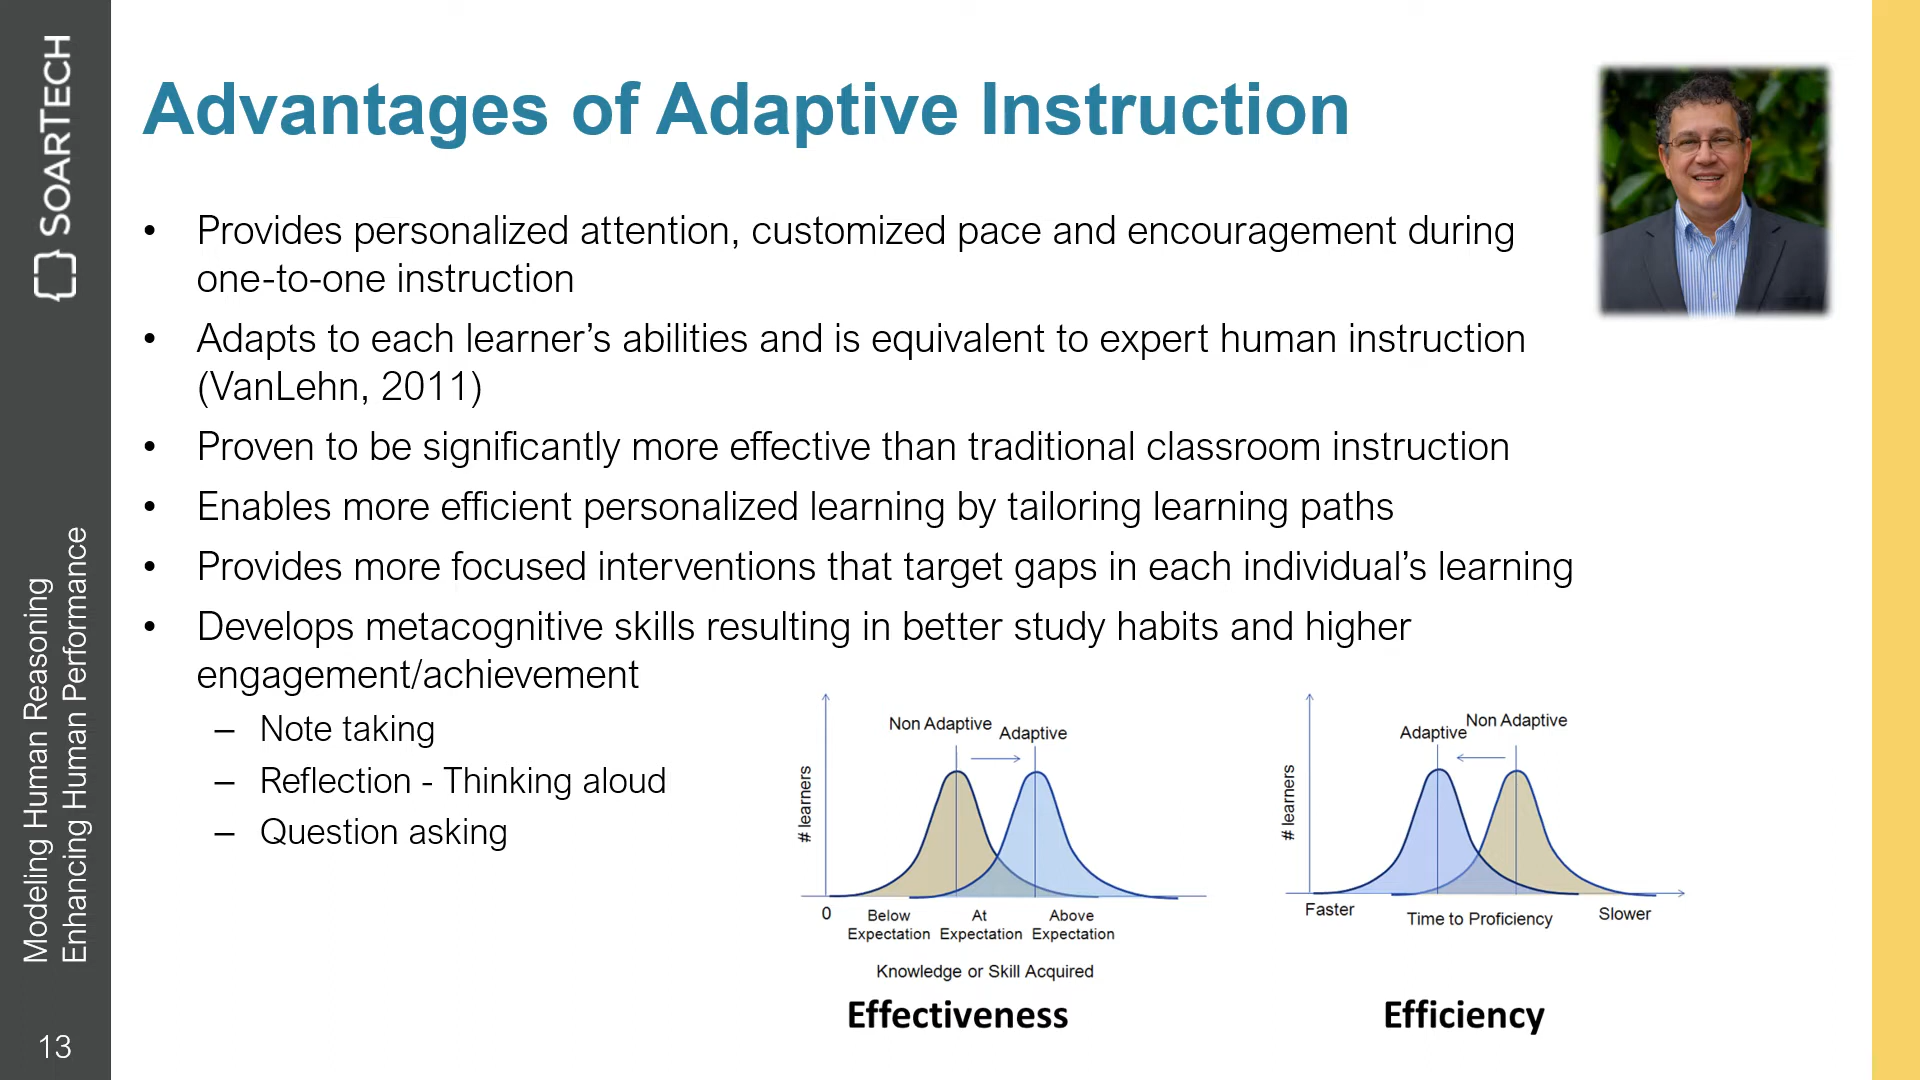 SOARTECH
Modeling Human Reasoning
Enhancing Human Performance
13
Advantages of Adaptive Instruction
• Provides personalized attention, customized pace and encouragement during
one-to-one instruction
• Adapts to each learner’s abilities and is equivalent to expert human instruction
(VanLehn, 2011)
• Proven to be significantly more effective than traditional classroom instruction
• Enables more efficient personalized learning by tailoring learning paths
• Provides more focused interventions that target gaps in each individual’s learning
• Develops metacognitive skills resulting in better study habits and higher
engagement/achievement
– Note taking
– Reflection - Thinking aloud
– Question asking
Non Adaptive
Adaptive
# learners
0
Below
Expectation
At
Expectation
Above
Expectation
Knowledge or Skill Acquired
Effectiveness
Adaptive
Non Adaptive
# learners
Faster
Time to Proficiency
Slower
Efficiency